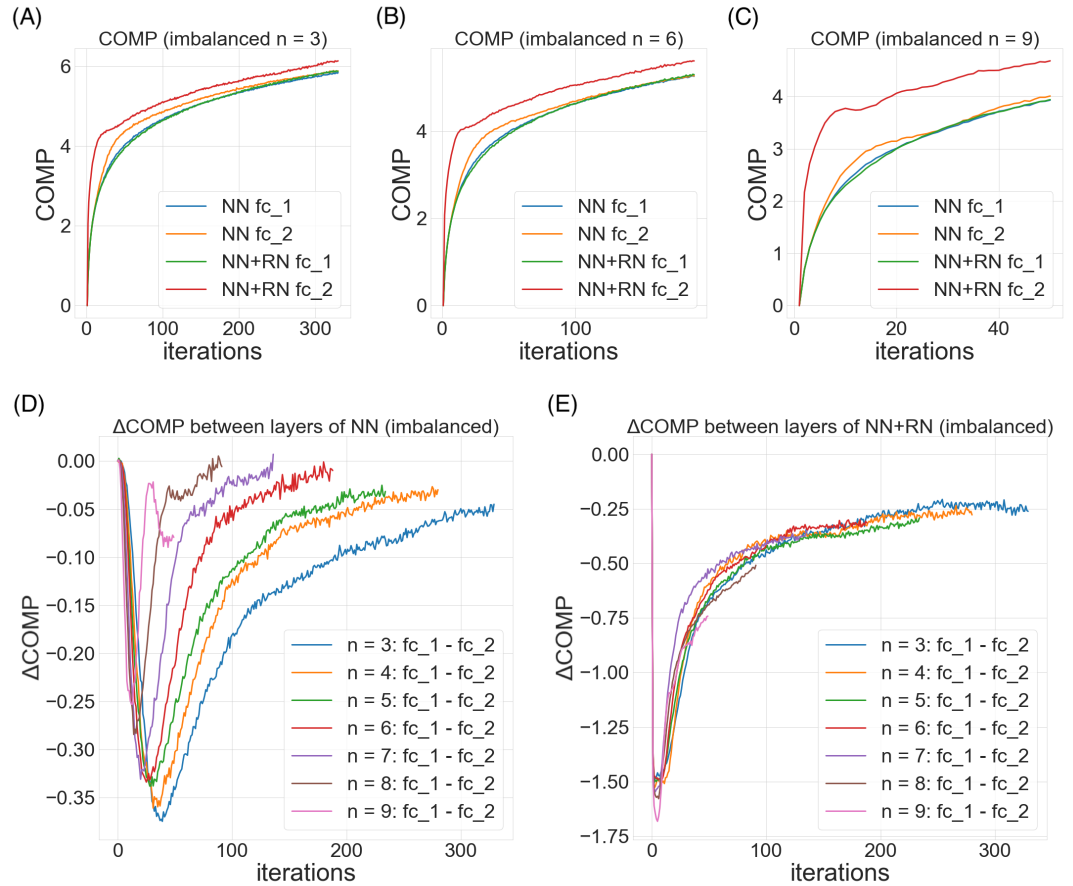 (A)
COMP (imbalanced n = 3)
COMP
6
4
2
0
NN fc_1
NN fc_2
NN+RN fc_1
NN+RN fc_2
0 100 200 300
iterations
(B)
COMP (imbalanced n = 6)
COMP
4
2
0
NN fc_1
NN fc_2
NN+RN fc_1
NN+RN fc_2
0 100
iterations
(C)
COMP (imbalanced n = 9)
COMP
4
3
2
1
0
NN fc_1
NN fc_2
NN+RN fc_1
NN+RN fc_2
0 20 40
iterations
(D)
ΔCOMP between layers of NN (imbalanced)
ΔCOMP
0.00
−0.05
−0.10
−0.15
−0.20
−0.25
−0.30
−0.35
n = 3: fc_1 - fc_2
n = 4: fc_1 - fc_2
n = 5: fc_1 - fc_2
n = 6: fc_1 - fc_2
n = 7: fc_1 - fc_2
n = 8: fc_1 - fc_2
n = 9: fc_1 - fc_2
0 100 200 300
iterations
(E)
ΔCOMP between layers of NN+RN (imbalanced)
ΔCOMP
0.00
−0.25
−0.50
−0.75
−1.00
−1.25
−1.50
−1.75
n = 3: fc_1 - fc_2
n = 4: fc_1 - fc_2
n = 5: fc_1 - fc_2
n = 6: fc_1 - fc_2
n = 7: fc_1 - fc_2
n = 8: fc_1 - fc_2
n = 9: fc_1 - fc_2
0 100 200 300
iterations